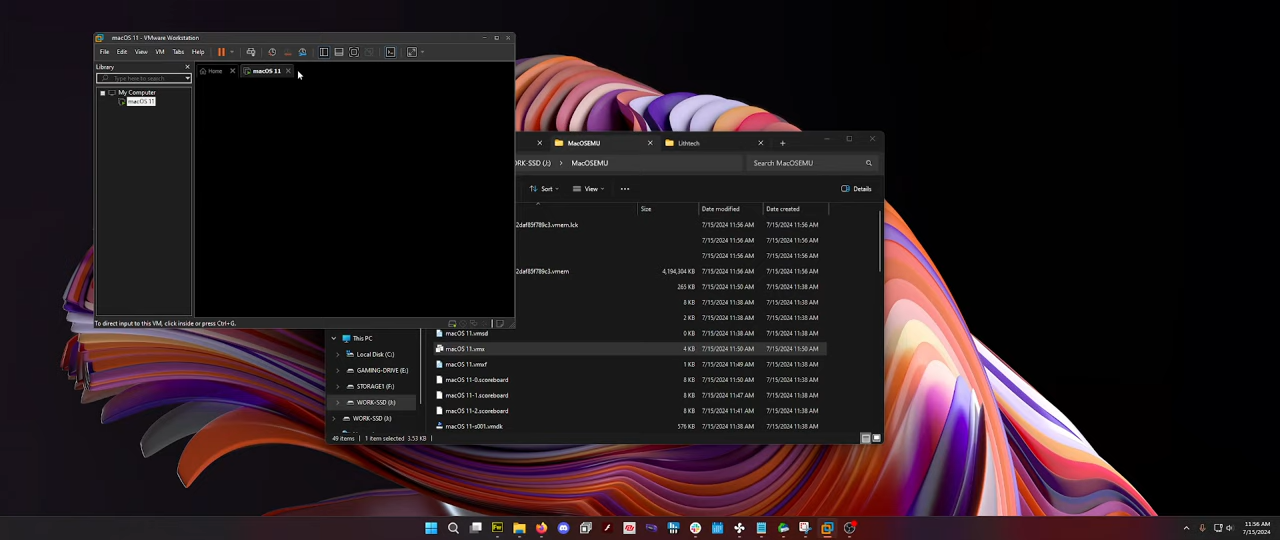 macOS 11 - VMware Workstation
File Edit View VM Tabs Help
Library
Type here to search
My Computer
macOS 11
Home
macOS 11
To direct input to this VM, click inside or press Ctrl+G.
MacOSEMU
Lithtech
ORK-SSD (J:) > MacOSEMU
Search MacOSEMU
Sort
View
Details
Size Date modified Date created
2daf85f789c3.vmem.lck 7/15/2024 11:56 AM 7/15/2024 11:56 AM
7/15/2024 11:56 AM 7/15/2024 11:56 AM
7/15/2024 11:56 AM 7/15/2024 11:56 AM
2daf85f789c3.vmem 4,194,304 KB 7/15/2024 11:56 AM 7/15/2024 11:56 AM
265 KB 7/15/2024 11:50 AM 7/15/2024 11:38 AM
8 KB 7/15/2024 11:38 AM 7/15/2024 11:38 AM
2 KB 7/15/2024 11:38 AM 7/15/2024 11:38 AM
macOS 11.vmsd 0 KB 7/15/2024 11:38 AM 7/15/2024 11:38 AM
macOS 11.vmx 4 KB 7/15/2024 11:50 AM 7/15/2024 11:50 AM
macOS 11.vmxf 1 KB 7/15/2024 11:49 AM 7/15/2024 11:38 AM
macOS 11-0.scoreboard 8 KB 7/15/2024 11:50 AM 7/15/2024 11:38 AM
macOS 11-1.scoreboard 8 KB 7/15/2024 11:47 AM 7/15/2024 11:38 AM
macOS 11-2.scoreboard 8 KB 7/15/2024 11:41 AM 7/15/2024 11:38 AM
macOS 11-s001.vmdk 576 KB 7/15/2024 11:38 AM 7/15/2024 11:38 AM
This PC
Local Disk (C:)
GAMING-DRIVE (E:)
STORAGE1 (F:)
WORK-SSD (J:)
WORK-SSD (J:)
49 items 1 item selected 3.53 KB
11:56 AM
7/15/2024